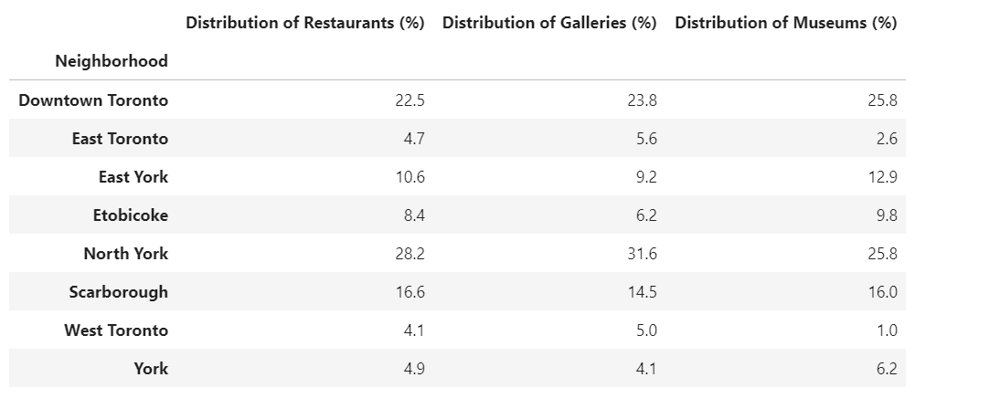 Distribution of Restaurants (%) Distribution of Galleries (%) Distribution of Museums (%)
Neighborhood
Downtown Toronto 22.5 23.8 25.8
East Toronto 4.7 5.6 2.6
East York 10.6 9.2 12.9
Etobicoke 8.4 6.2 9.8
North York 28.2 31.6 25.8
Scarborough 16.6 14.5 16.0
West Toronto 4.1 5.0 1.0
York 4.9 4.1 6.2